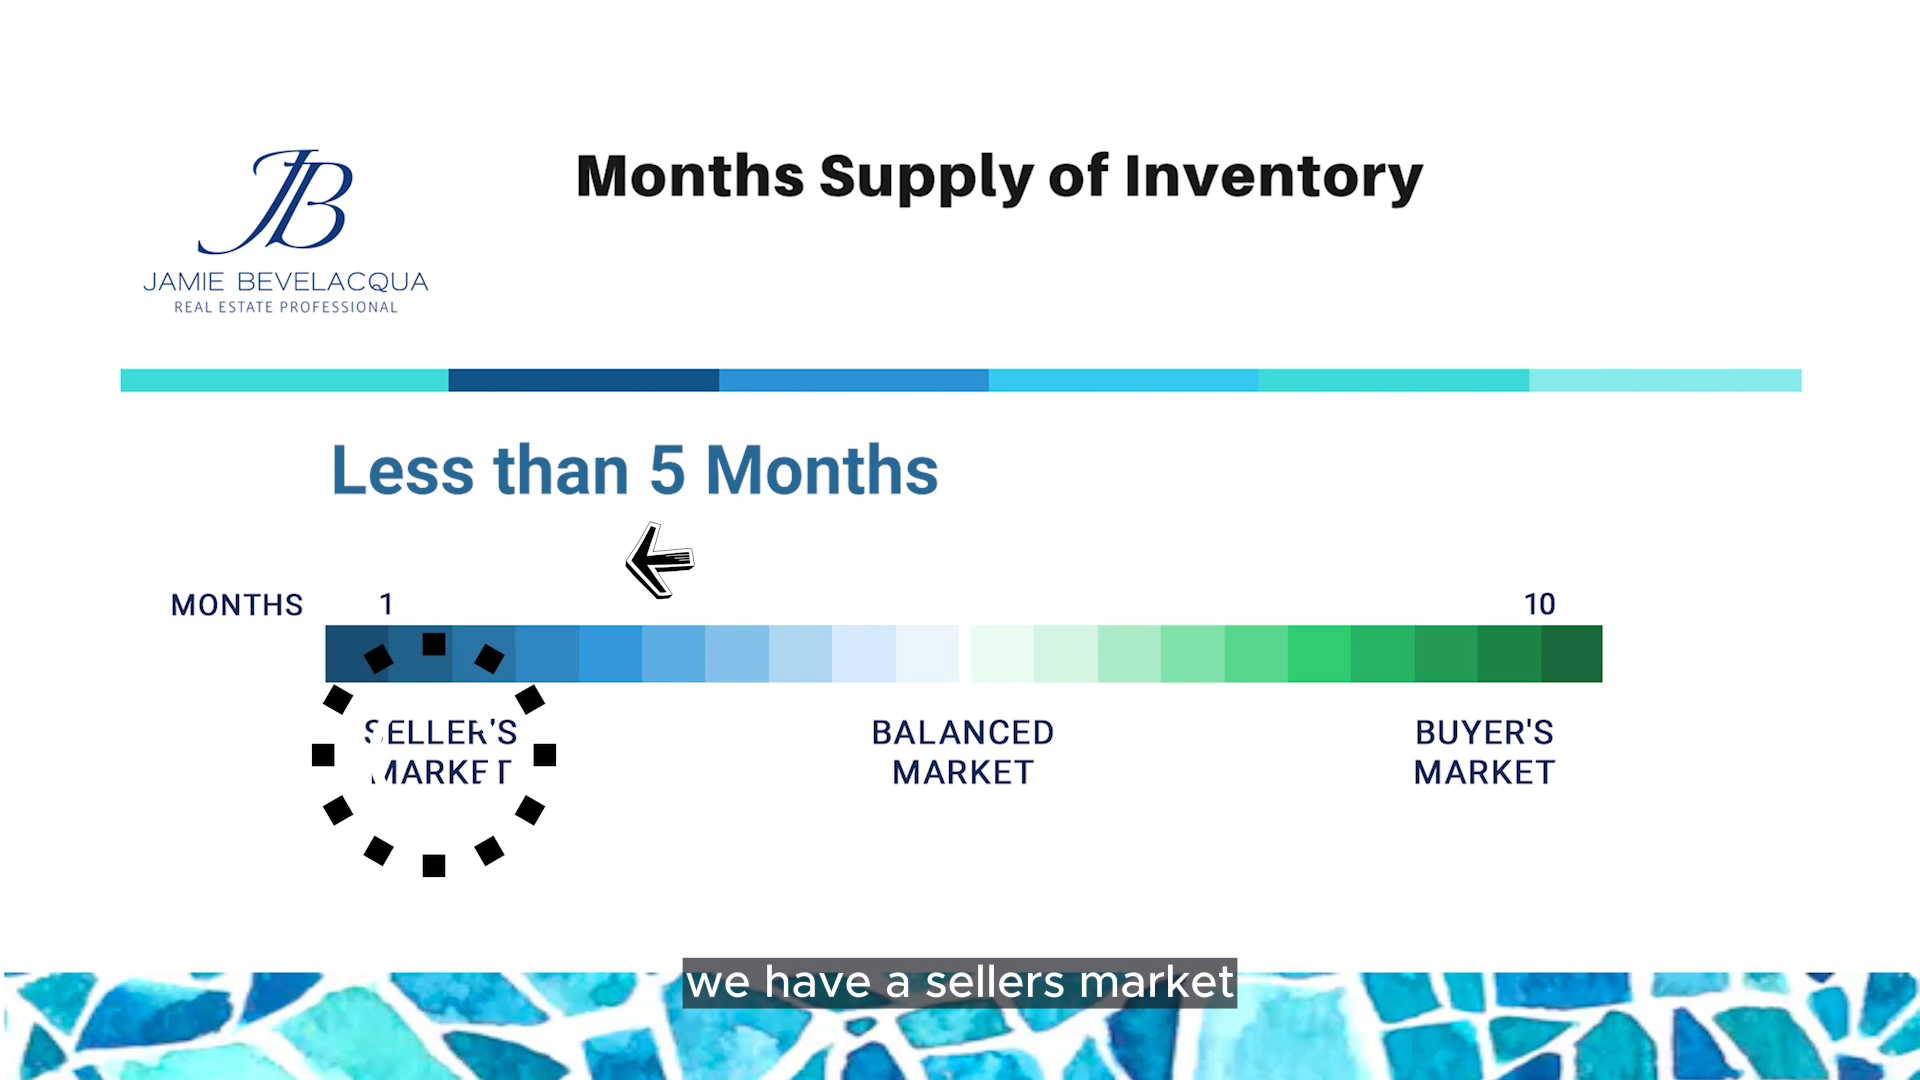 JB
JAMIE BEVELACQUA
REAL ESTATE PROFESSIONAL
Months Supply of Inventory
Less than 5 Months
MONTHS 1 10
SELLER'S
MARKET
BALANCED
MARKET
BUYER'S
MARKET
we have a sellers market